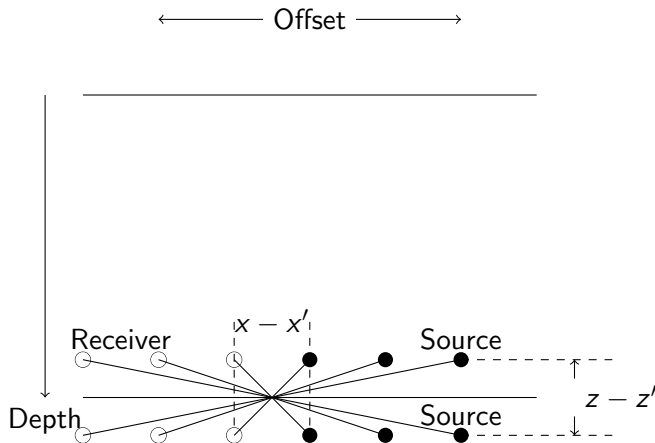 Offset
x − x′
Receiver
Source
z − z′
Depth
Source